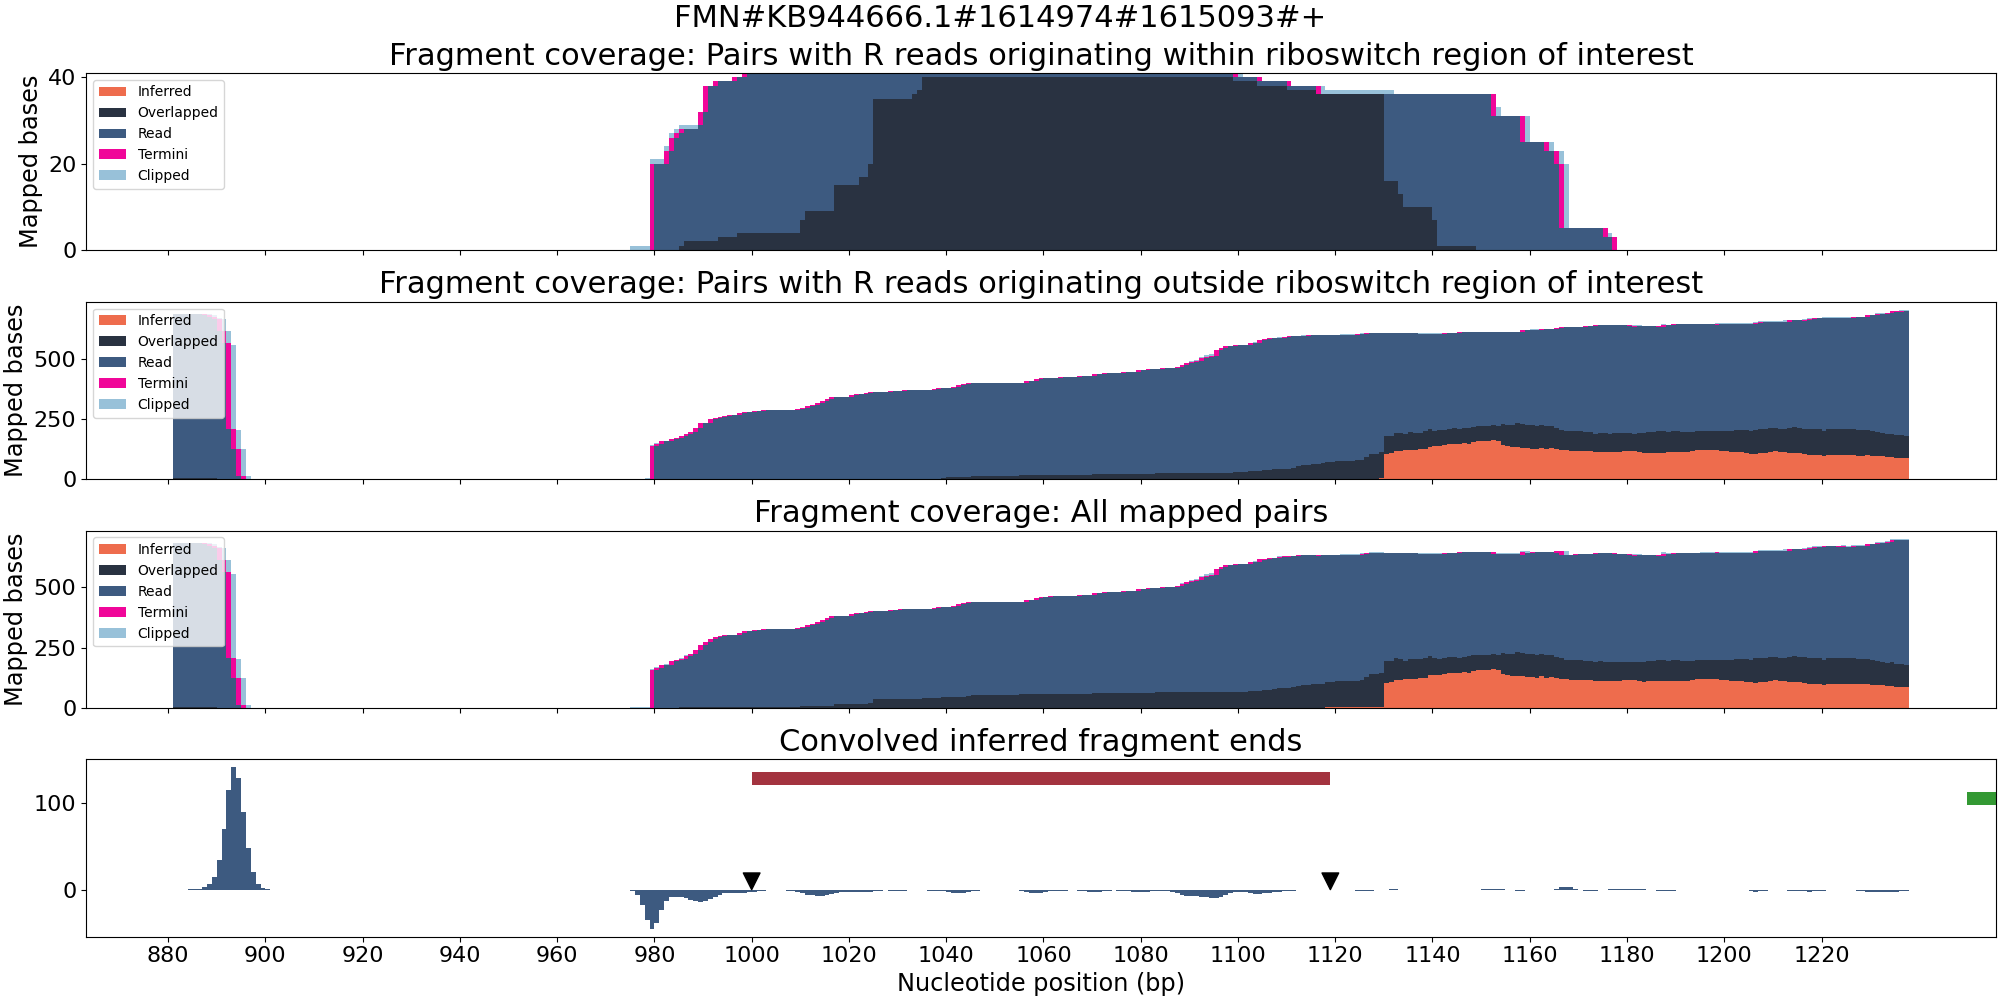 FMN#KB944666.1#1614974#1615093#+
Fragment coverage: Pairs with R reads originating within riboswitch region of interest
Mapped bases
40
20
0
Inferred
Overlapped
Read
Termini
Clipped
Fragment coverage: Pairs with R reads originating outside riboswitch region of interest
Mapped bases
500
250
0
Inferred
Overlapped
Read
Termini
Clipped
Fragment coverage: All mapped pairs
Mapped bases
500
250
0
Inferred
Overlapped
Read
Termini
Clipped
Convolved inferred fragment ends
100
0
880 900 920 940 960 980 1000 1020 1040 1060 1080 1100 1120 1140 1160 1180 1200 1220
Nucleotide position (bp)